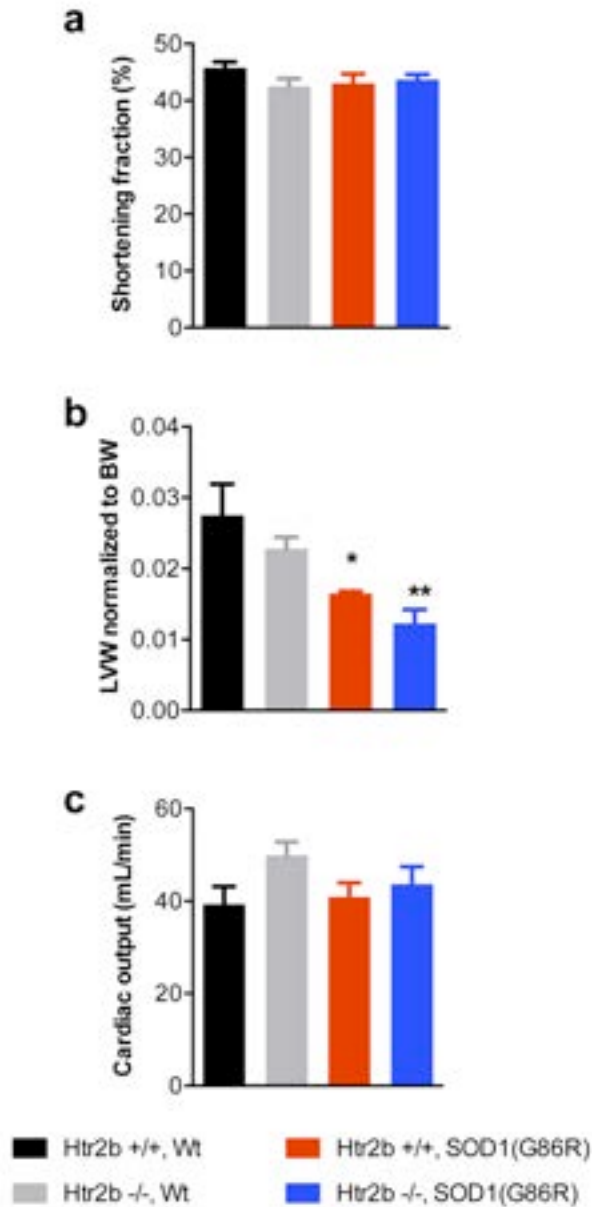 a
Shortening fraction (%)
50
40
30
20
10
0
b
LVW normalized to BW
0.04
0.03
0.02
0.01
0.00
*
**
c
Cardiac output (mL/min)
60
40
20
0
Htr2b +/+, Wt
Htr2b +/+, SOD1(G86R)
Htr2b -/-, Wt
Htr2b -/-, SOD1(G86R)